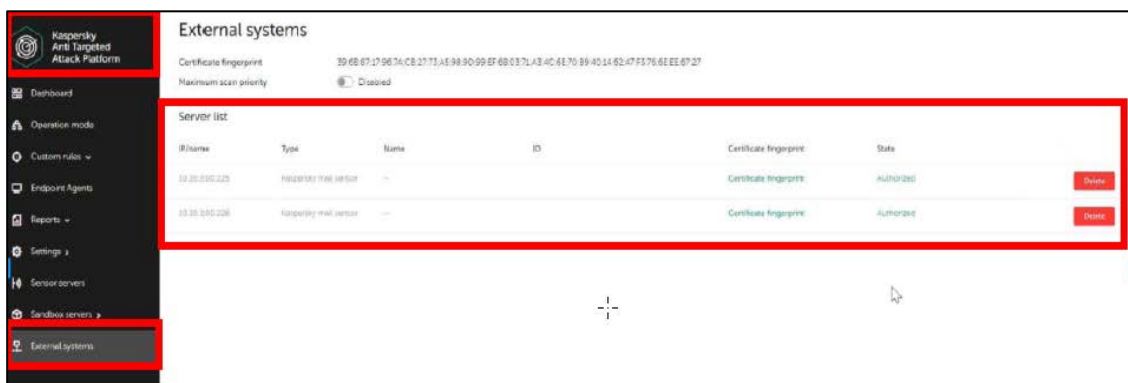 Kaspersky
Anti Targeted
Attack Platform
Dashboard
Operation mode
Custom rules
Endpoint Agents
Reports
Settings
Sensor servers
Sandbox servers
External systems
External systems
Certificate fingerprint
Maximum scan priority Disabled
Server list
IP/name Type Name ID Certificate fingerprint State
Kaspersky mail sensor — Certificate fingerprint Authorized Delete
Kaspersky mail sensor — Certificate fingerprint Authorized Delete